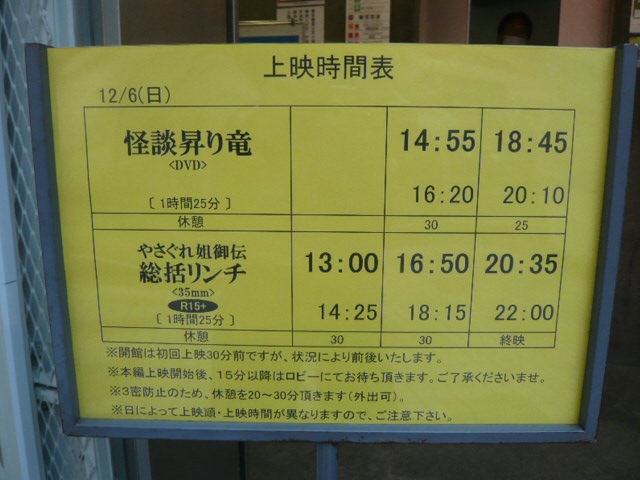 上映時間表
12/6(日)
怪談昇り竜 14:55 18:45
<DVD>
［1時間25分］ 16:20 20:10
休憩 30 25
やさぐれ姐御伝
総括リンチ 13:00 16:50 20:35
<35mm>
R15+ 14:25 18:15 22:00
［1時間25分］
休憩 30 30 終映
※開館は初回上映30分前ですが、状況により前後いたします。
※本編上映開始後、15分以降はロビーにてお待ち頂きます。ご了承くださいませ。
※3密防止のため、休憩を20～30分頂きます(外出可)。
※日によって上映順・上映時間が異なりますので、ご注意下さい。